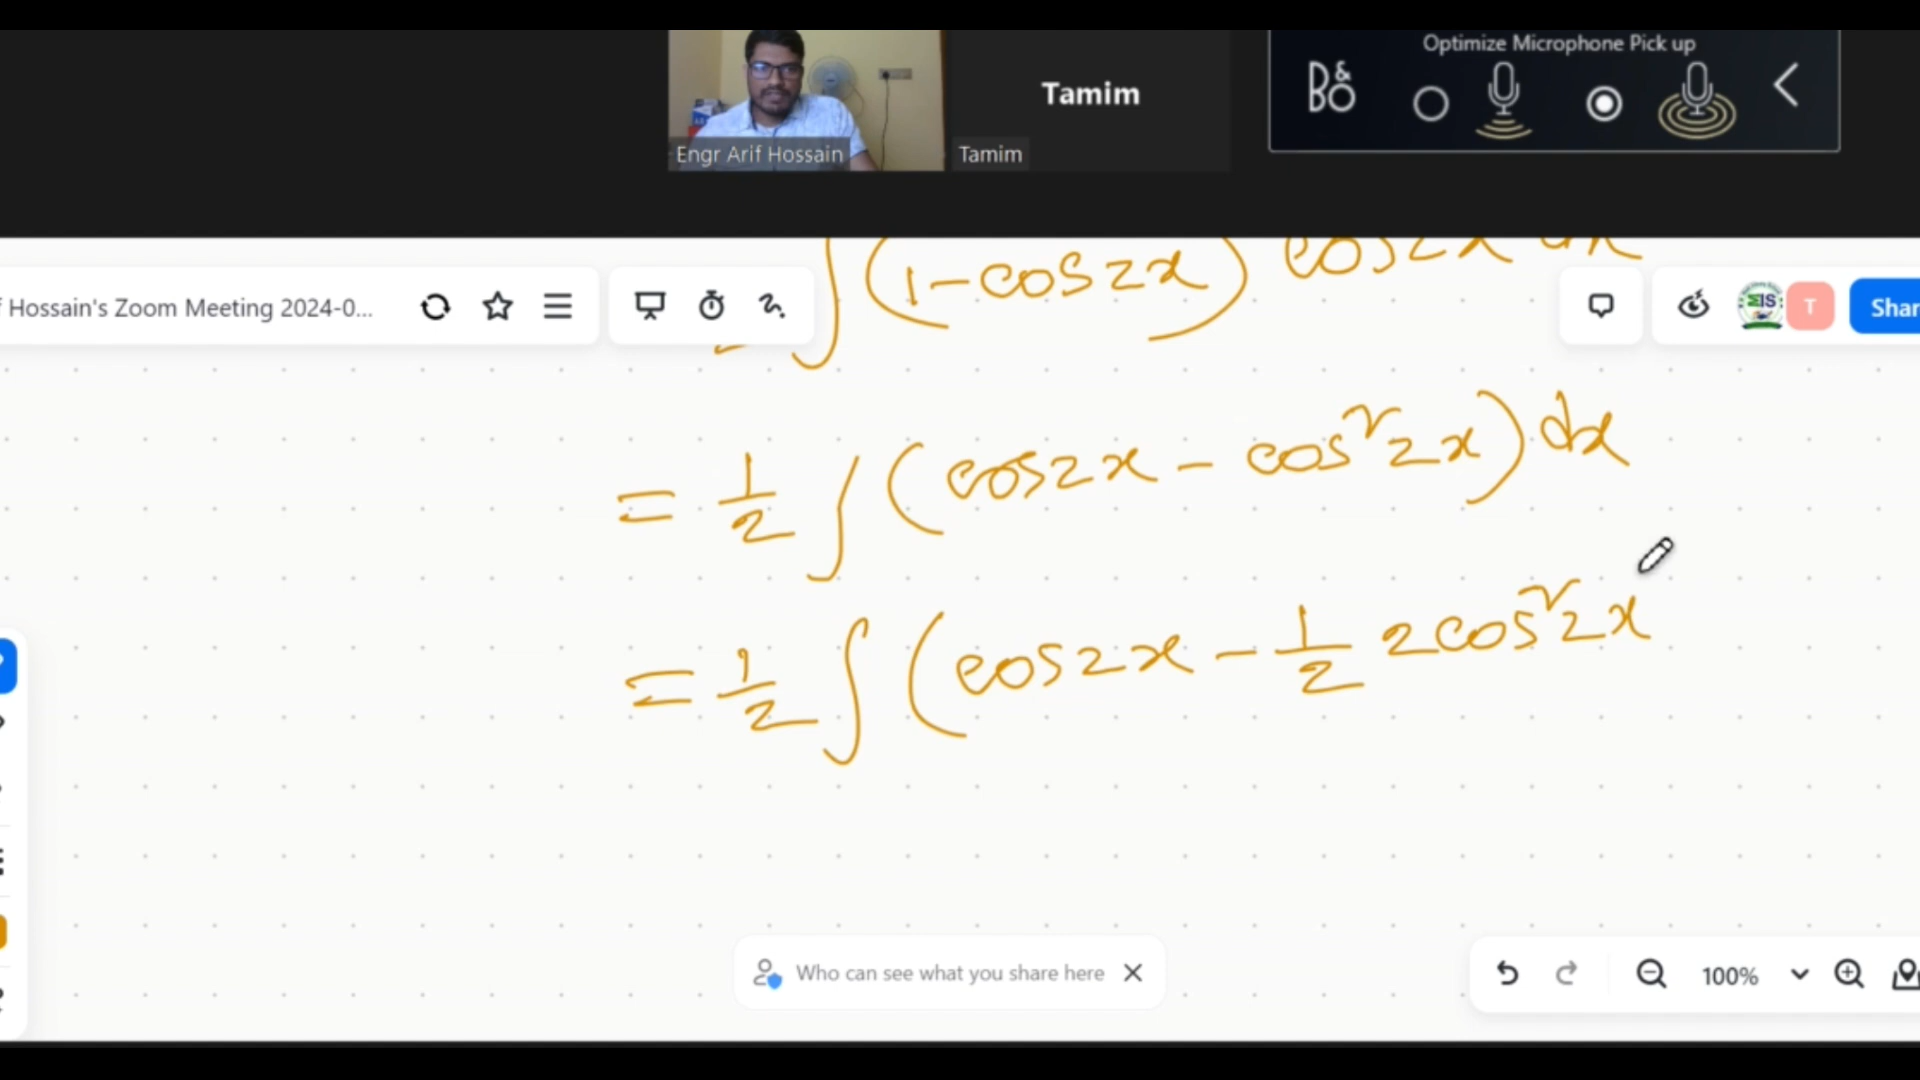 Optimize Microphone Pick up
B&O
Tamim
Engr Arif Hossain
Tamim
∫(1-cos2x) cos2x dx
Hossain's Zoom Meeting 2024-0...
T
Shar
= 1/2 ∫(cos2x - cos²2x) dx
= 1/2 ∫(cos2x - 1/2 2cos²2x
Who can see what you share here
100%